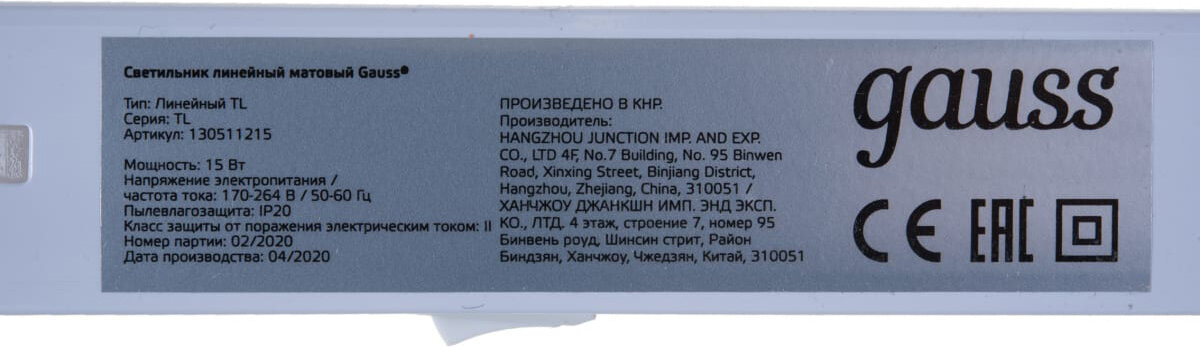 Светильник линейный матовый Gauss®
Тип: Линейный TL
Серия: TL
Артикул: 130511215
Мощность: 15 Вт
Напряжение электропитания /
частота тока: 170-264 В / 50-60 Гц
Пылевлагозащита: IP20
Класс защиты от поражения электрическим током: II
Номер партии: 02/2020
Дата производства: 04/2020
ПРОИЗВЕДЕНО В КНР.
Производитель:
HANGZHOU JUNCTION IMP. AND EXP.
CO., LTD 4F, No.7 Building, No. 95 Binwen
Road, Xinxing Street, Binjiang District,
Hangzhou, Zhejiang, China, 310051 /
ХАНЧЖОУ ДЖАНКШН ИМП. ЭНД ЭКСП.
КО., ЛТД. 4 этаж, строение 7, номер 95
Бинвень роуд, Шинсин стрит, Район
Биндзян, Ханчжоу, Чжедзян, Китай, 310051
gauss
CE EAC